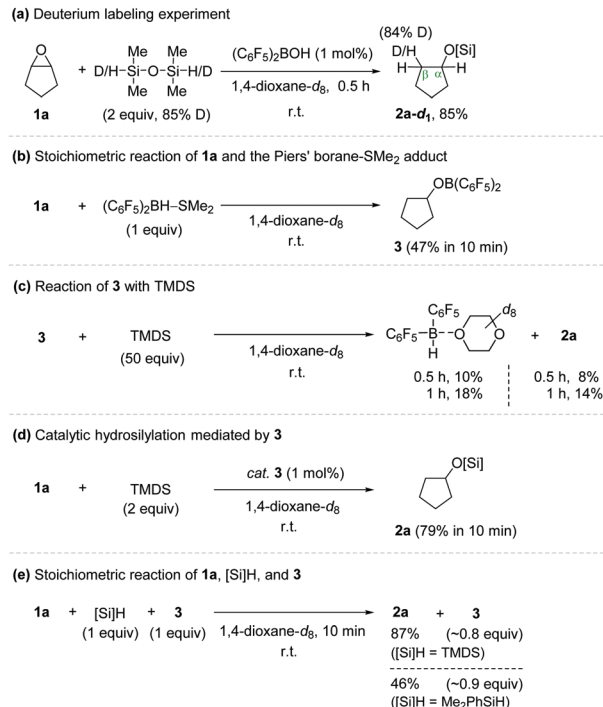 (a) Deuterium labeling experiment
O
1a
+
D/H–Si–O–Si–H/D
Me Me
Me Me
(2 equiv, 85% D)
(C6F5)2BOH (1 mol%)
1,4-dioxane-d8, 0.5 h
r.t.
(84% D)
D/H O[Si]
H β α H
2a-d1, 85%
(b) Stoichiometric reaction of 1a and the Piers' borane-SMe2 adduct
1a + (C6F5)2BH–SMe2
(1 equiv)
1,4-dioxane-d8
r.t.
OB(C6F5)2
3 (47% in 10 min)
(c) Reaction of 3 with TMDS
3 + TMDS
(50 equiv)
1,4-dioxane-d8
r.t.
C6F5 d8
C6F5–B--O O
H
+ 2a
0.5 h, 10% 0.5 h, 8%
1 h, 18% 1 h, 14%
(d) Catalytic hydrosilylation mediated by 3
1a + TMDS
(2 equiv)
cat. 3 (1 mol%)
1,4-dioxane-d8
r.t.
O[Si]
2a (79% in 10 min)
(e) Stoichiometric reaction of 1a, [Si]H, and 3
1a + [Si]H + 3
(1 equiv) (1 equiv)
1,4-dioxane-d8, 10 min
r.t.
2a + 3
87% (~0.8 equiv)
([Si]H = TMDS)
46% (~0.9 equiv)
([Si]H = Me2PhSiH)